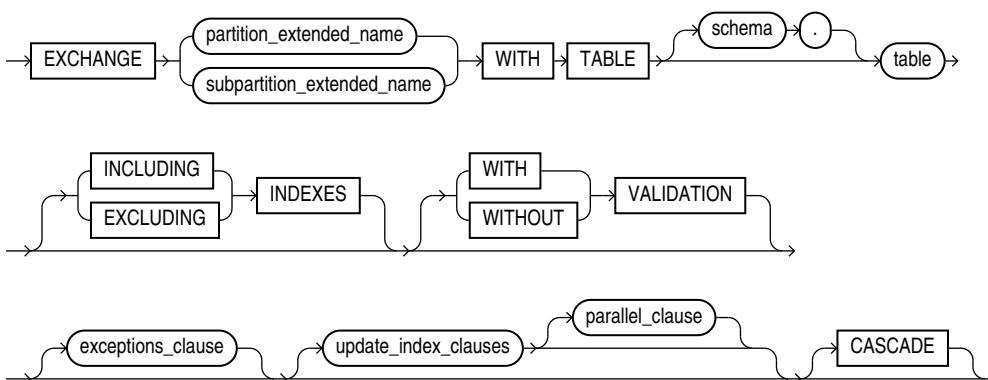 partition_extended_name
schema .
EXCHANGE WITH TABLE table
subpartition_extended_name
INCLUDING WITH
INDEXES VALIDATION
EXCLUDING WITHOUT
parallel_clause
exceptions_clause update_index_clauses CASCADE